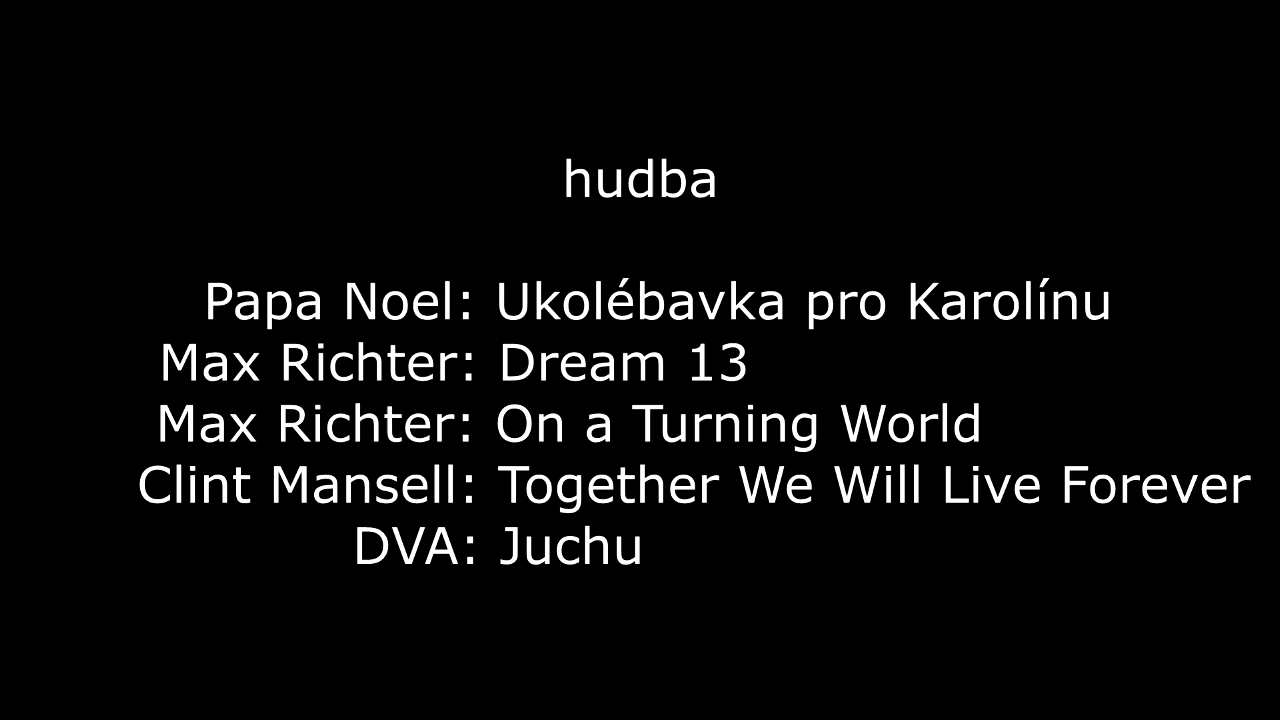 hudba
Papa Noel: Ukolébavka pro Karolínu
Max Richter: Dream 13
Max Richter: On a Turning World
Clint Mansell: Together We Will Live Forever
DVA: Juchu